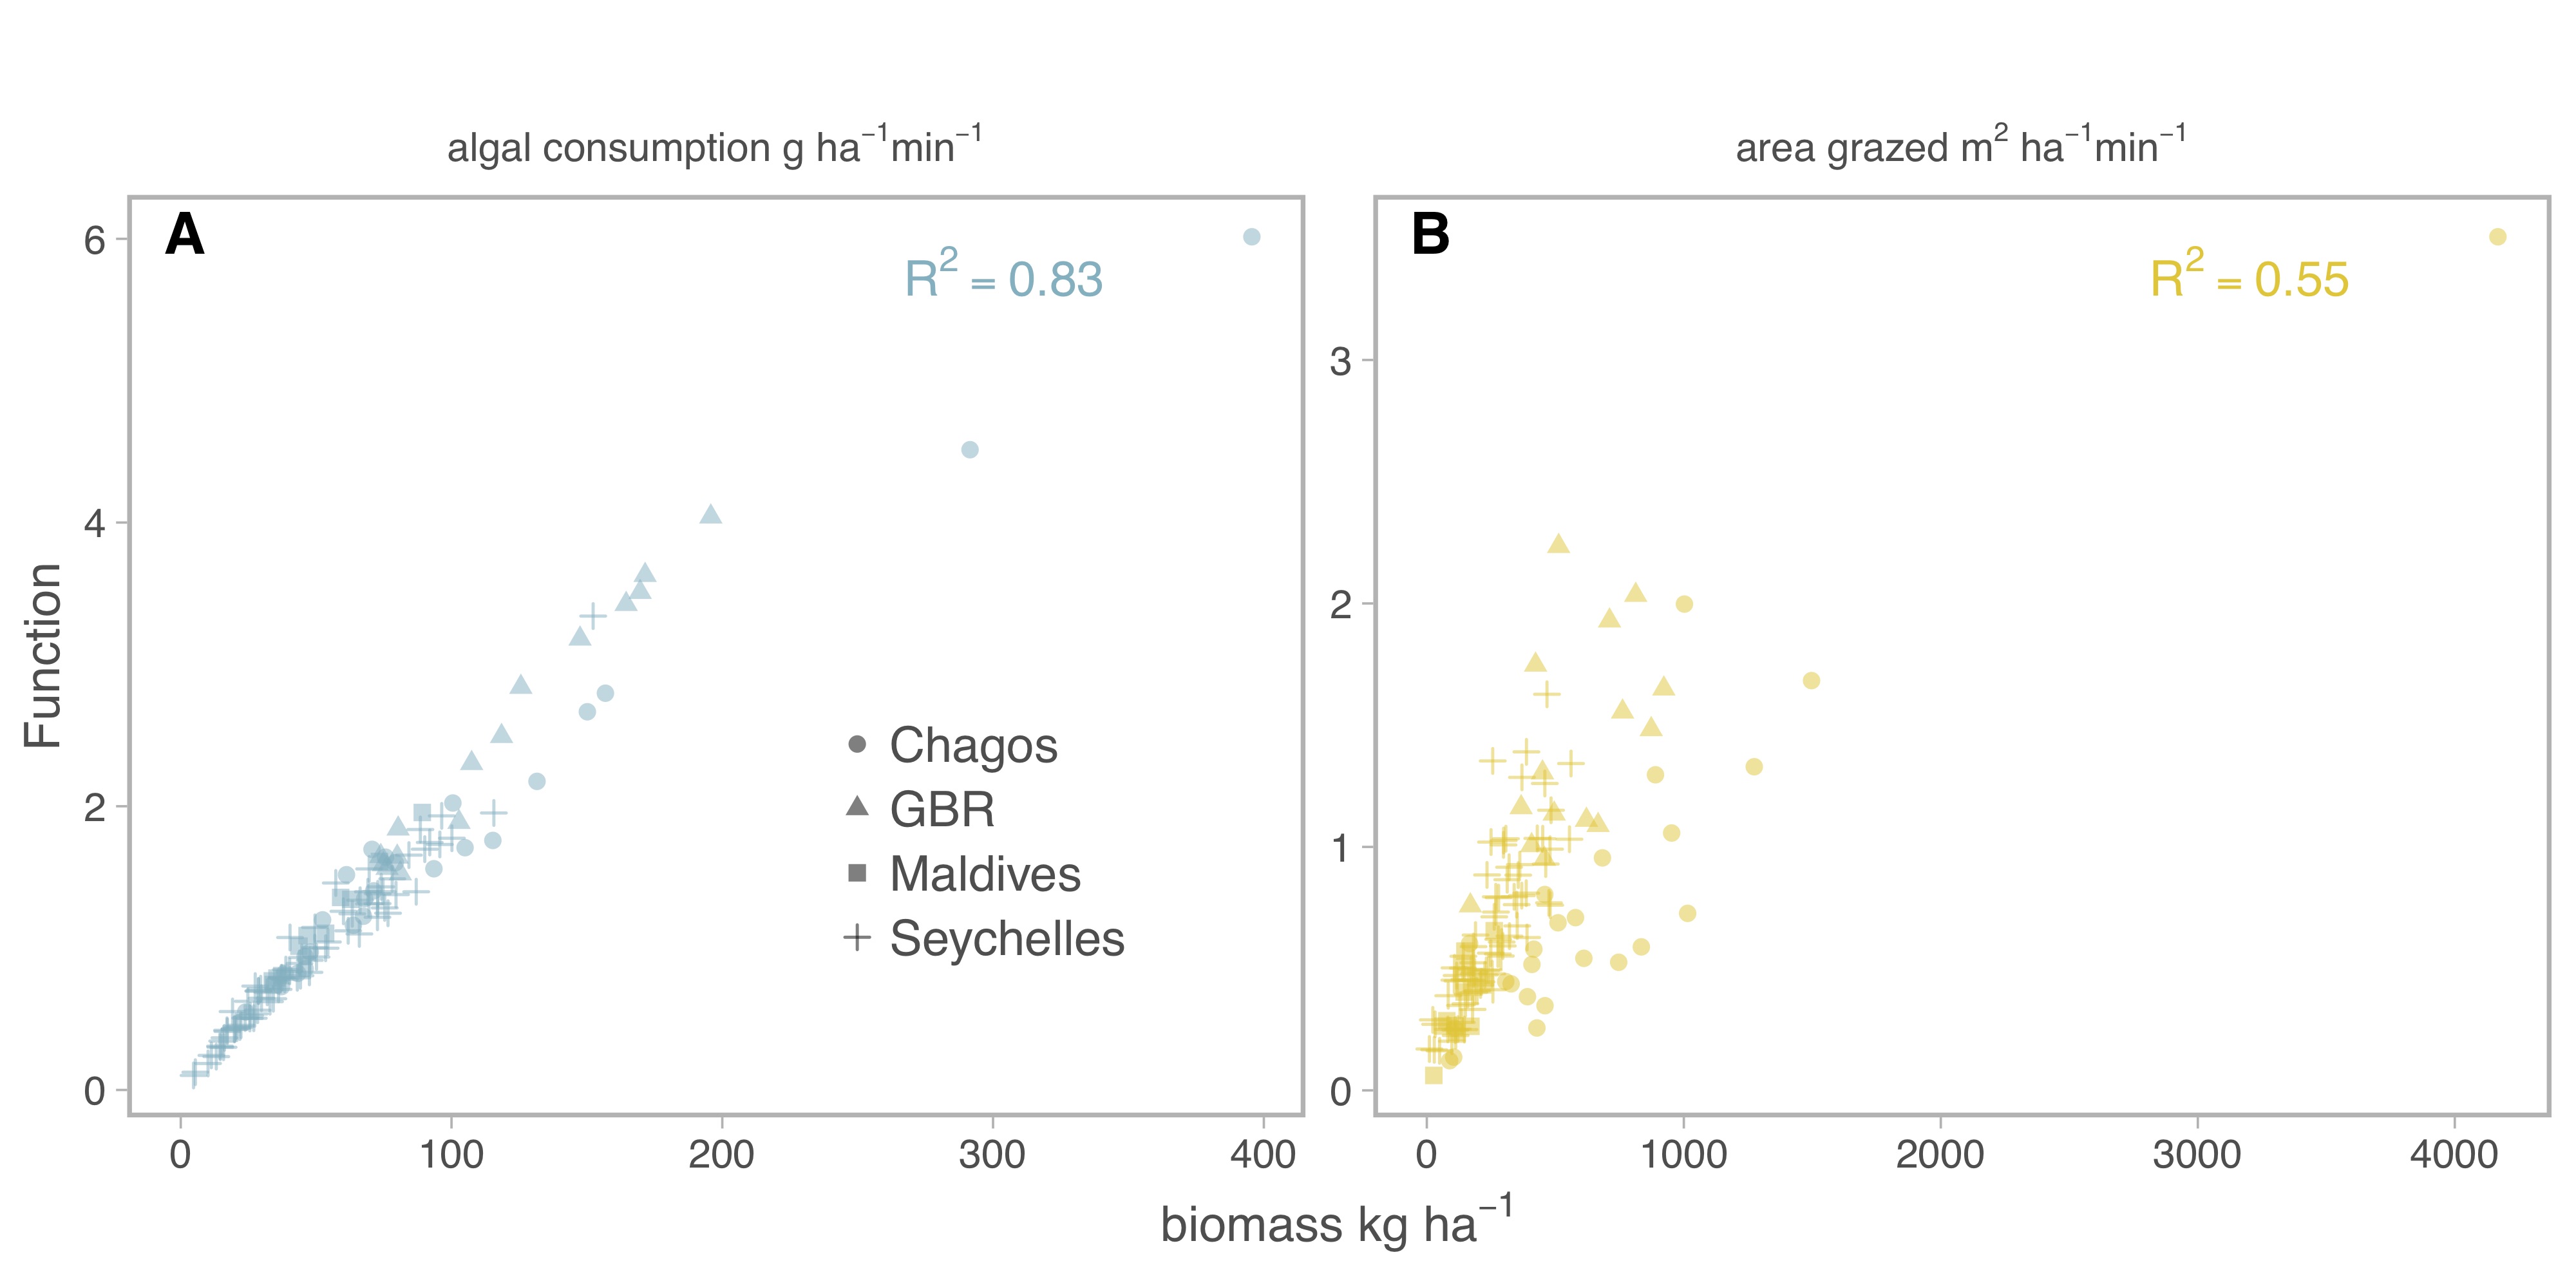 algal consumption g ha⁻¹min⁻¹
area grazed m² ha⁻¹min⁻¹
A
R² = 0.83
B
R² = 0.55
Function
6
4
2
0
3
2
1
0
Chagos
GBR
Maldives
Seychelles
0 100 200 300 400
0 1000 2000 3000 4000
biomass kg ha⁻¹